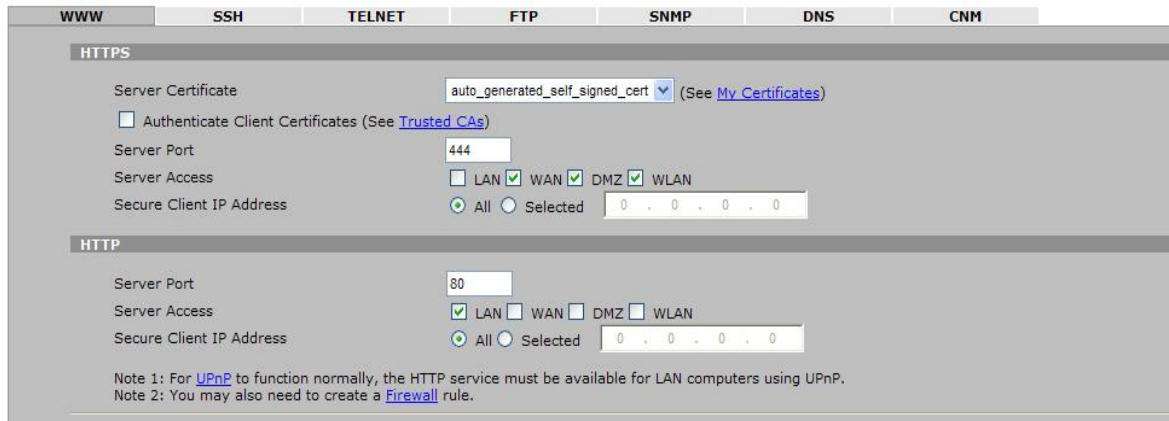 WWW SSH TELNET FTP SNMP DNS CNM
HTTPS
Server Certificate auto_generated_self_signed_cert (See My Certificates)
Authenticate Client Certificates (See Trusted CAs)
Server Port 444
Server Access LAN WAN DMZ WLAN
Secure Client IP Address All Selected 0 . 0 . 0 . 0
HTTP
Server Port 80
Server Access LAN WAN DMZ WLAN
Secure Client IP Address All Selected 0 . 0 . 0 . 0
Note 1: For UPnP to function normally, the HTTP service must be available for LAN computers using UPnP.
Note 2: You may also need to create a Firewall rule.